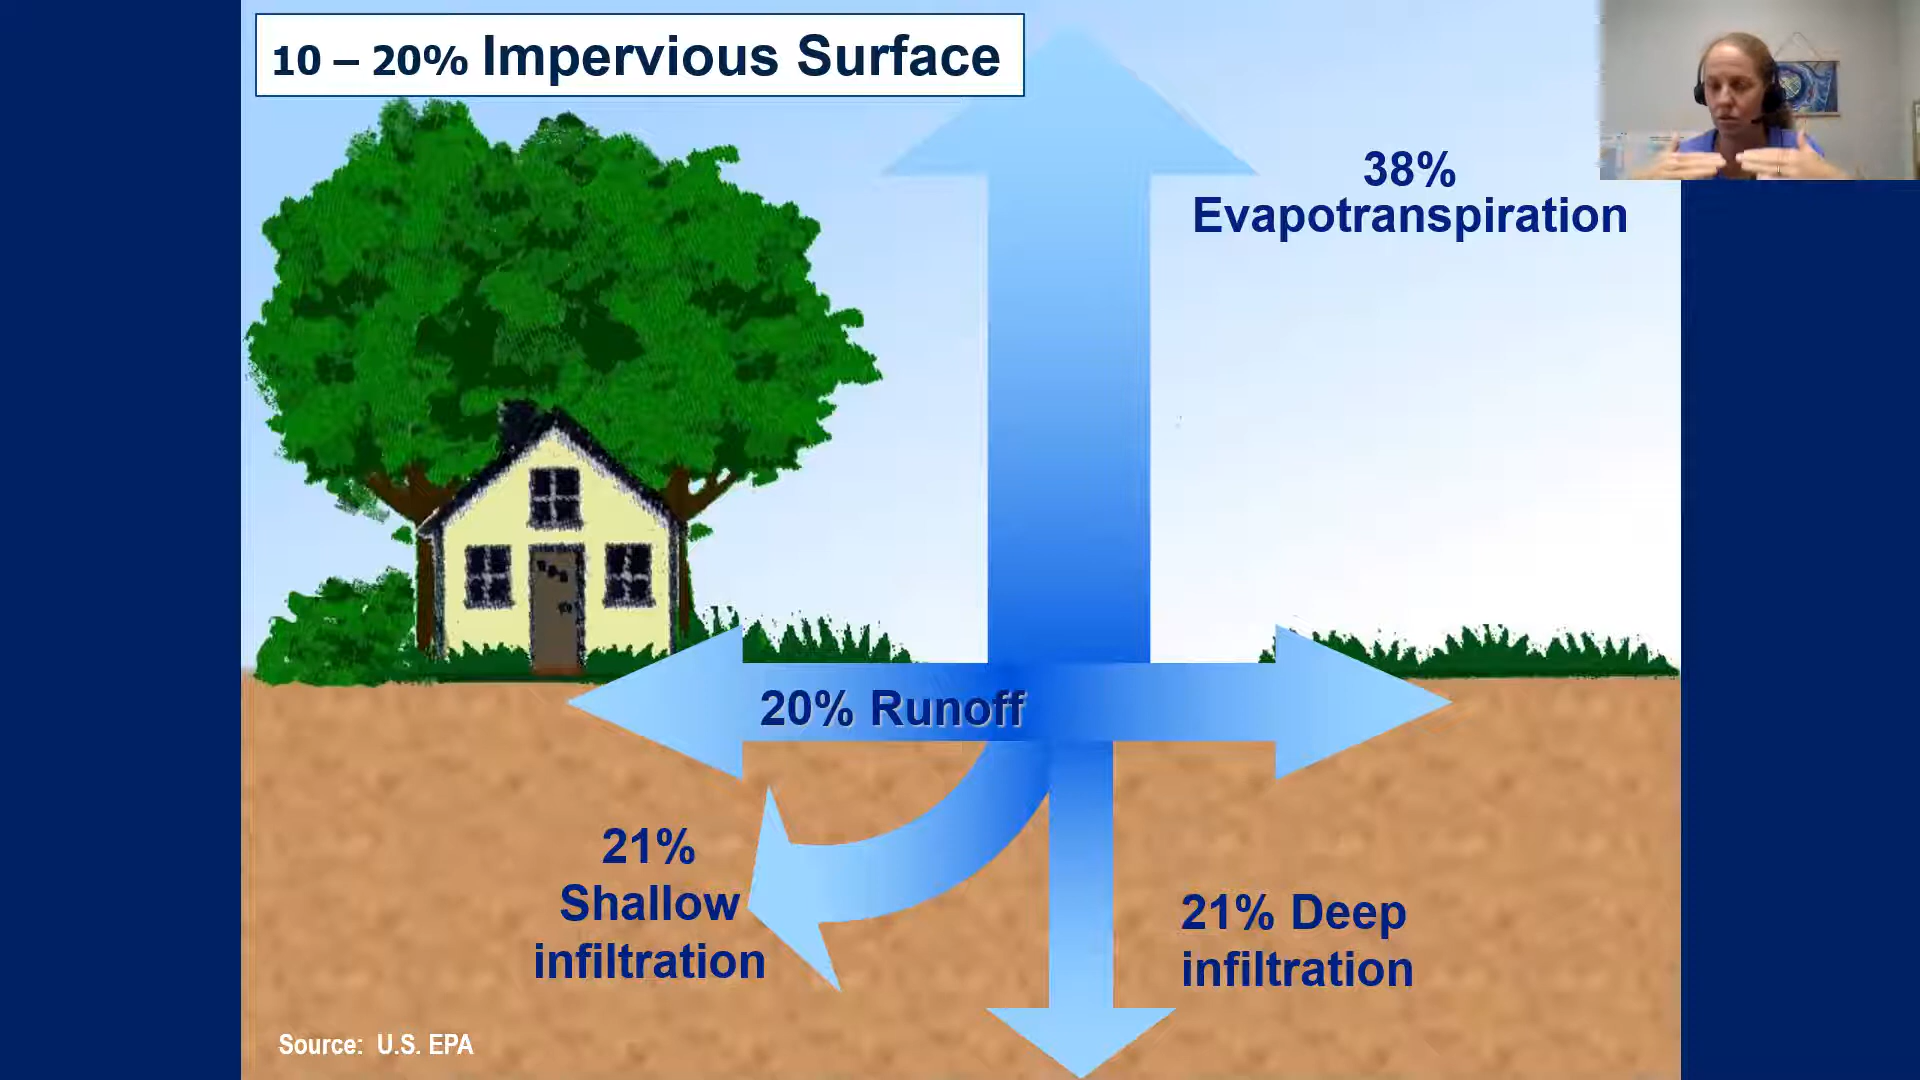 10 – 20% Impervious Surface
38%
Evapotranspiration
20% Runoff
21%
Shallow
infiltration
21% Deep
infiltration
Source: U.S. EPA